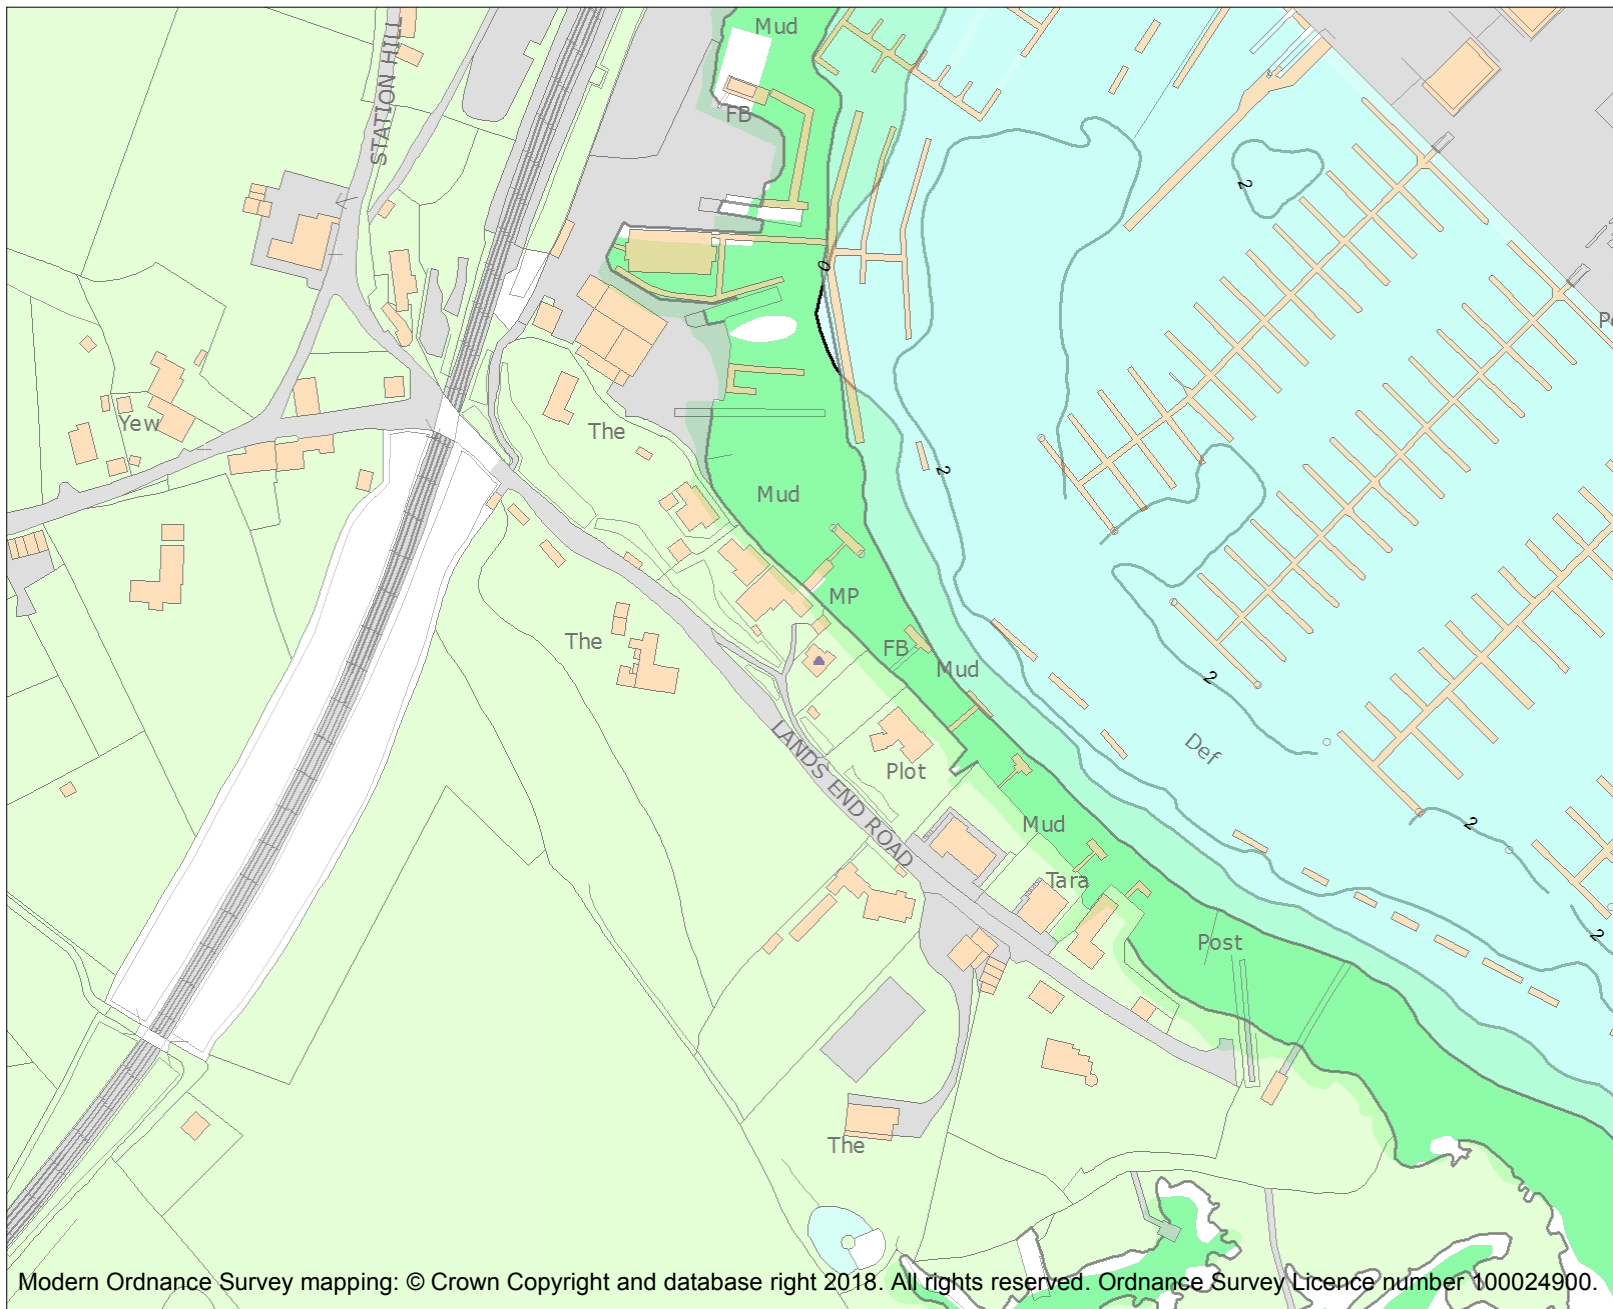 Mud
STATION HILL
FB
2
0
Yew
The
2
Mud
MP
The
FB
Mud
2
LANDS END ROAD
Def
Plot
Mud
2
Tara
Post
2
The
Modern Ordnance Survey mapping: © Crown Copyright and database right 2018. All rights reserved. Ordnance Survey Licence number 100024900.